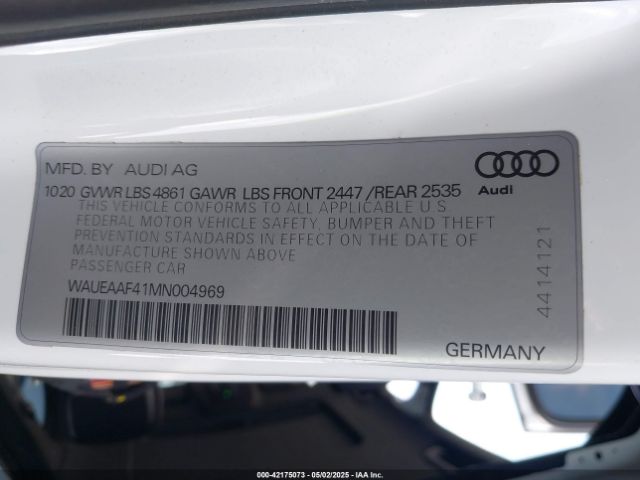 MFD. BY AUDI AG
1020 GVWR LBS 4861 GAWR LBS FRONT 2447 /REAR 2535
Audi
THIS VEHICLE CONFORMS TO ALL APPLICABLE U.S
FEDERAL MOTOR VEHICLE SAFETY, BUMPER AND THEFT
PREVENTION STANDARDS IN EFFECT ON THE DATE OF
MANUFACTURE SHOWN ABOVE
PASSENGER CAR
WAUEAAF41MN004969
4414121
GERMANY
000-42175073 - 05/02/2025 - IAAI Inc.